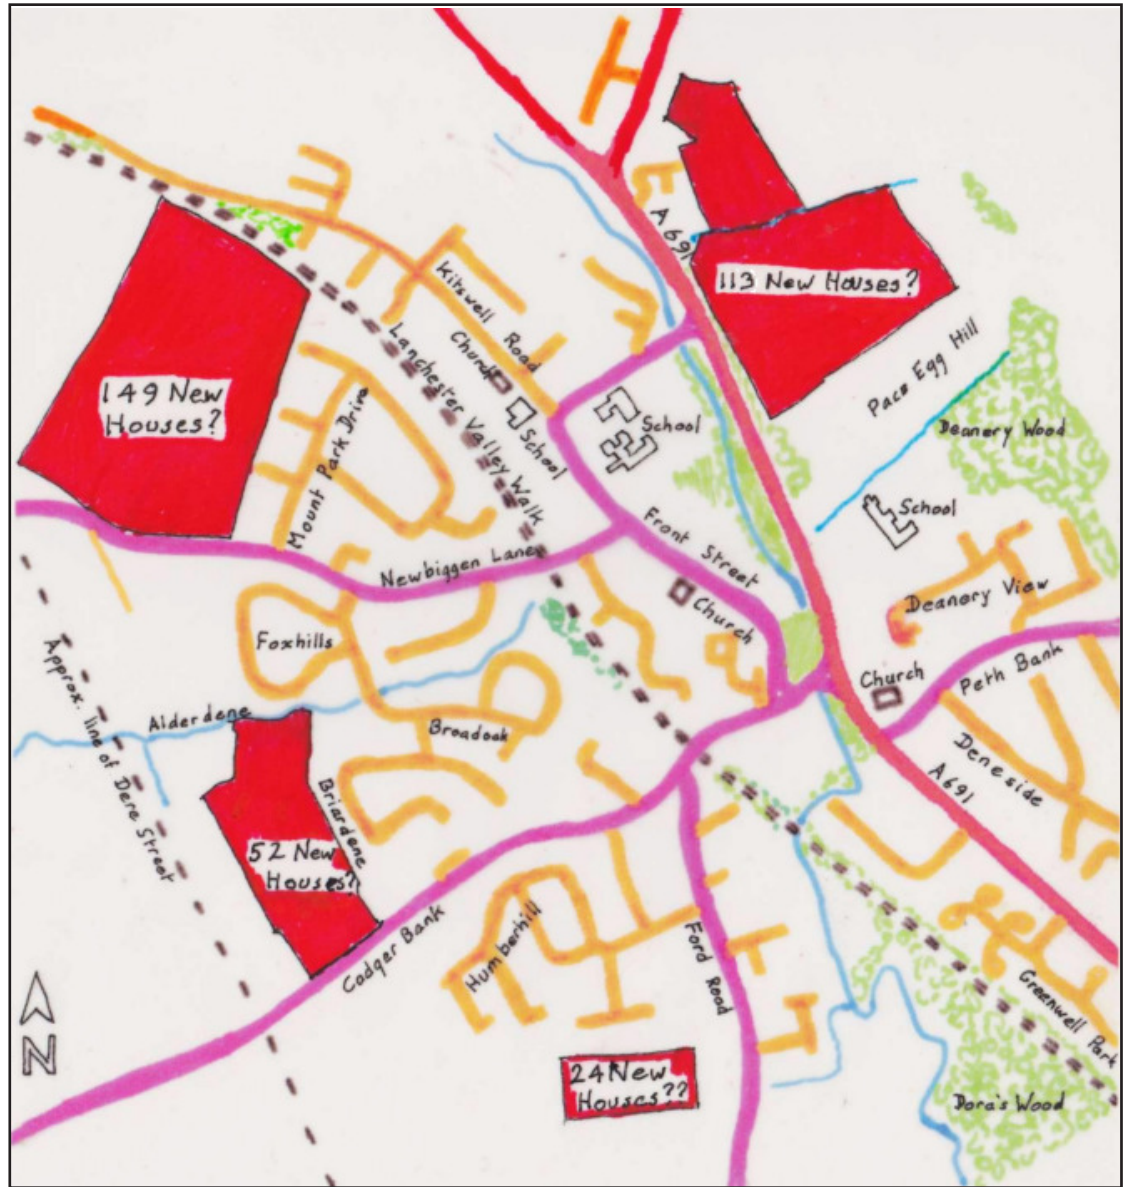 A 691
113 New Houses?
Kitswell Road
Church
Lanchester Valley Walk
School
School
Pace Egg Hill
Deanery Wood
149 New
Houses?
Mount Park Drive
School
Front Street
Newbiggen Lane
Church
Deanery View
Foxhills
Church
Peth Bank
Alderdene
Broadoak
Approx. line of Dere Street
Briardene
Deneside
A691
52 New
Houses?
Cadger Bank
Humberhill
Ford Road
Greenwell Park
N
24 New
Houses??
Dora's Wood